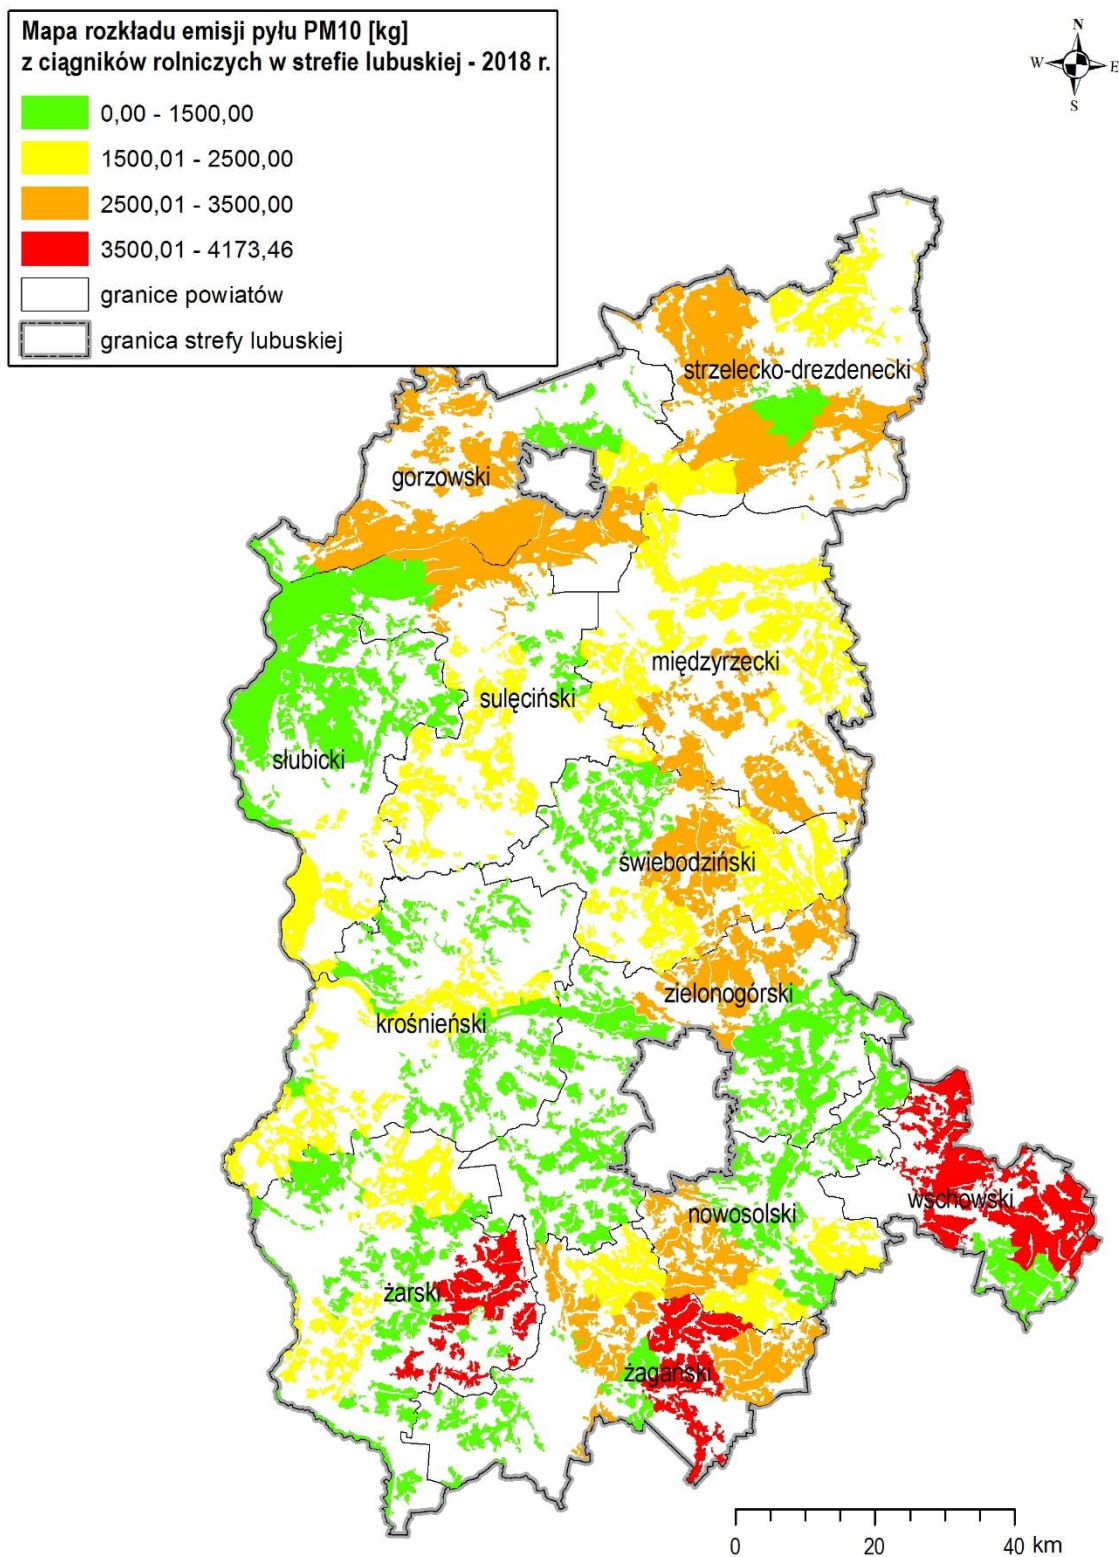 Mapa rozkładu emisji pyłu PM10 [kg]
z ciągników rolniczych w strefie lubuskiej - 2018 r.
0,00 - 1500,00
1500,01 - 2500,00
2500,01 - 3500,00
3500,01 - 4173,46
granice powiatów
granica strefy lubuskiej
N
W E
S
strzelecko-drezdenecki
gorzowski
międzyrzecki
sulęciński
słubicki
świebodziński
zielonogórski
krośnieński
wschowski
nowosolski
żarski
żagański
0 20 40 km